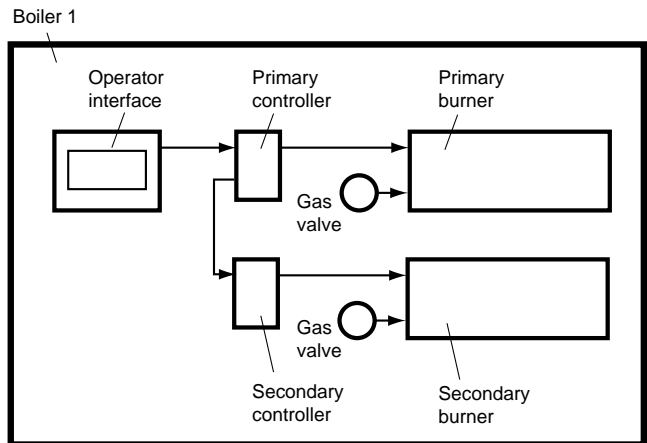 Boiler 1
Operator
interface
Primary
controller
Primary
burner
Gas
valve
Gas
valve
Secondary
controller
Secondary
burner